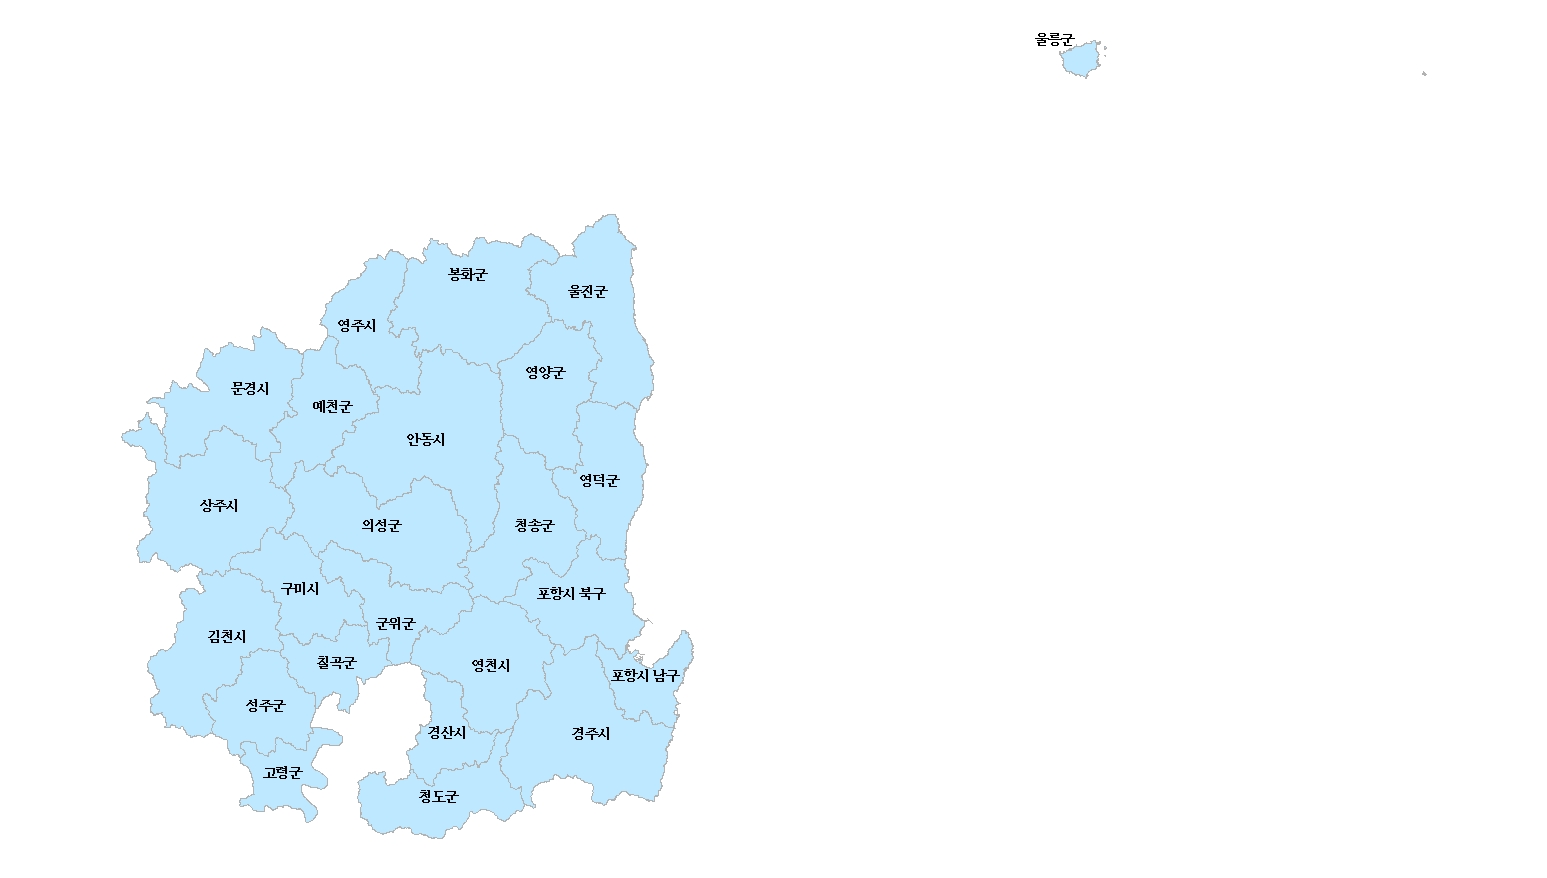 울릉군
봉화군
울진군
영주시
영양군
문경시
예천군
안동시
영덕군
상주시
의성군
청송군
구미시
포항시 북구
군위군
김천시
칠곡군
영천시
포항시 남구
성주군
경산시
경주시
고령군
청도군